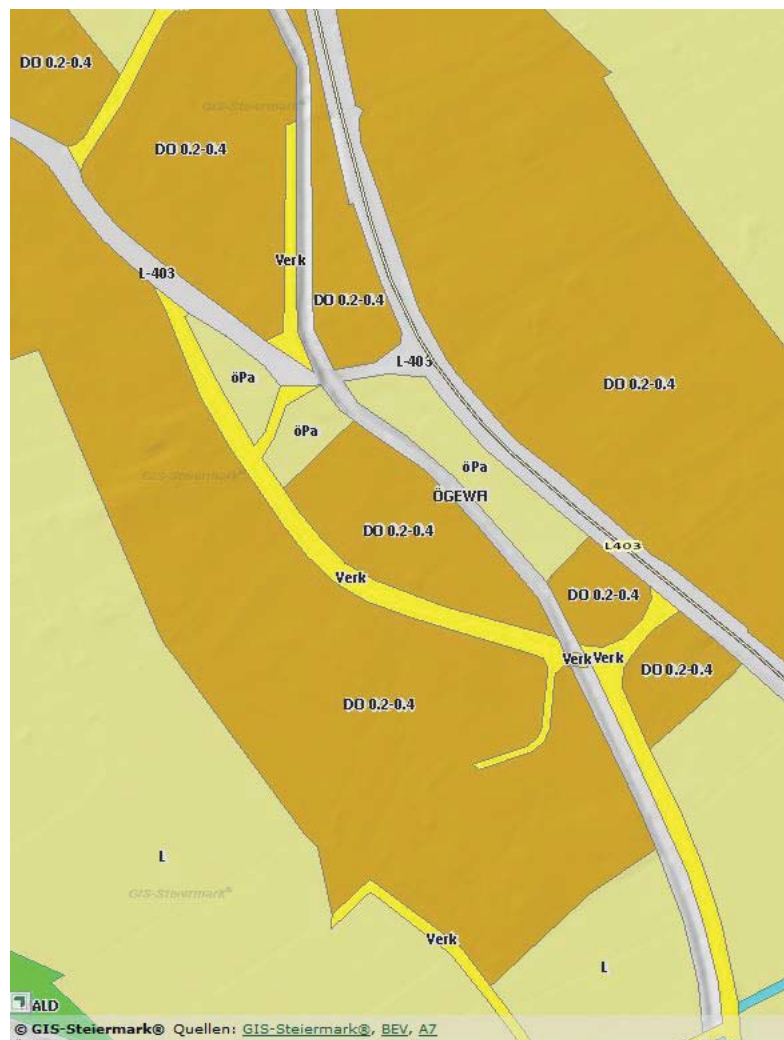 DO 0.2-0.4
GIS-Steiermark®
DO 0.2-0.4
Verk
L-403
DO 0.2-0.4
L-403
öPa
DO 0.2-0.4
öPa
öPa
GIS-Steiermark®
ÖGEWFl
DO 0.2-0.4
L403
Verk
DO 0.2-0.4
Verk Verk
DO 0.2-0.4
DO 0.2-0.4
L
GIS-Steiermark®
Verk
L
ALD
© GIS-Steiermark® Quellen: GIS-Steiermark®, BEV, A7